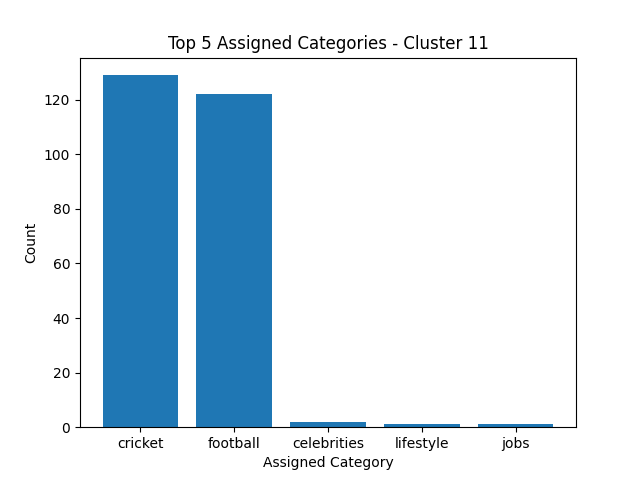 Top 5 Assigned Categories - Cluster 11
120
100
80
60
40
20
0
Count
cricket football celebrities lifestyle jobs
Assigned Category